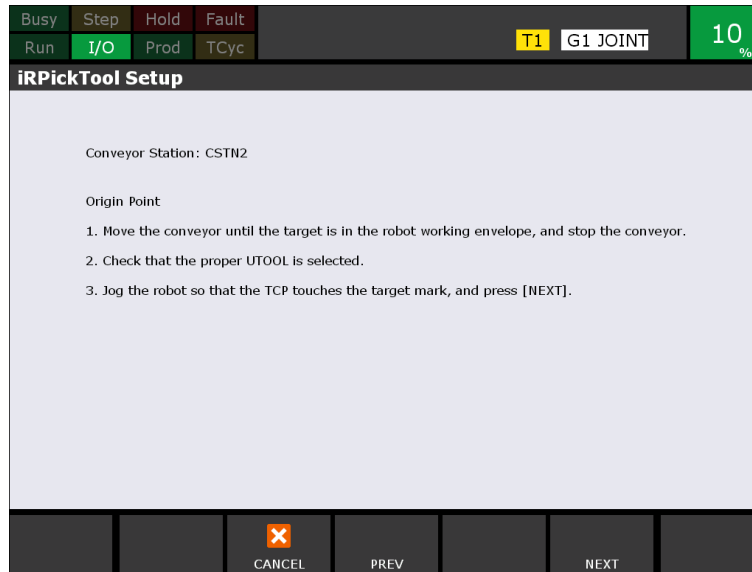 Busy Step Hold Fault
Run I/O Prod TCyc
T1 G1 JOINT
10 %
iRPickTool Setup
Conveyor Station: CSTN2
Origin Point
1. Move the conveyor until the target is in the robot working envelope, and stop the conveyor.
2. Check that the proper UTOOL is selected.
3. Jog the robot so that the TCP touches the target mark, and press [NEXT].
CANCEL PREV NEXT